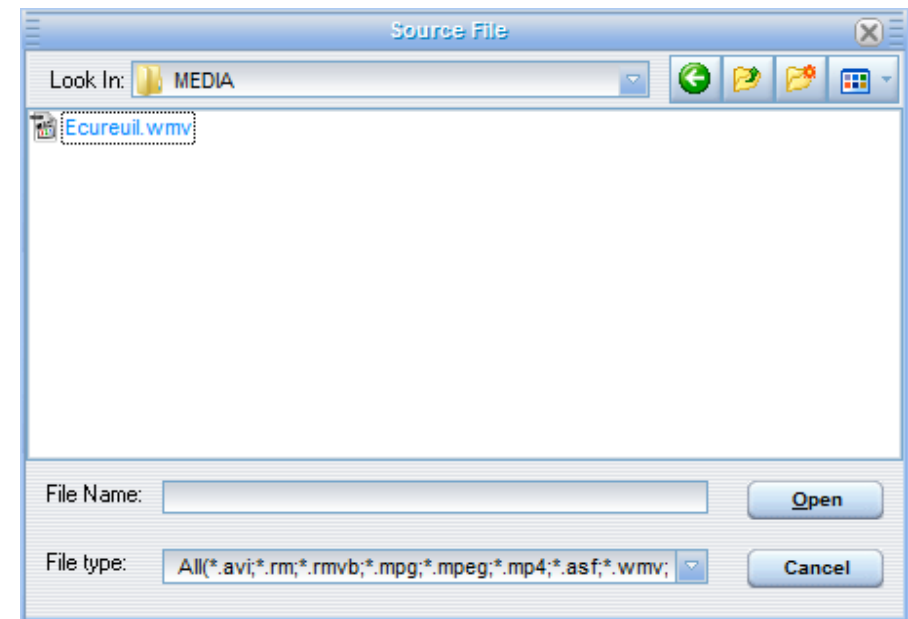 Source File
Look In: MEDIA
Ecureuil.wmv
File Name:
Open
File type: All(*.avi;*.rm;*.rmvb;*.mpg;*.mpeg;*.mp4;*.asf;*.wmv;
Cancel